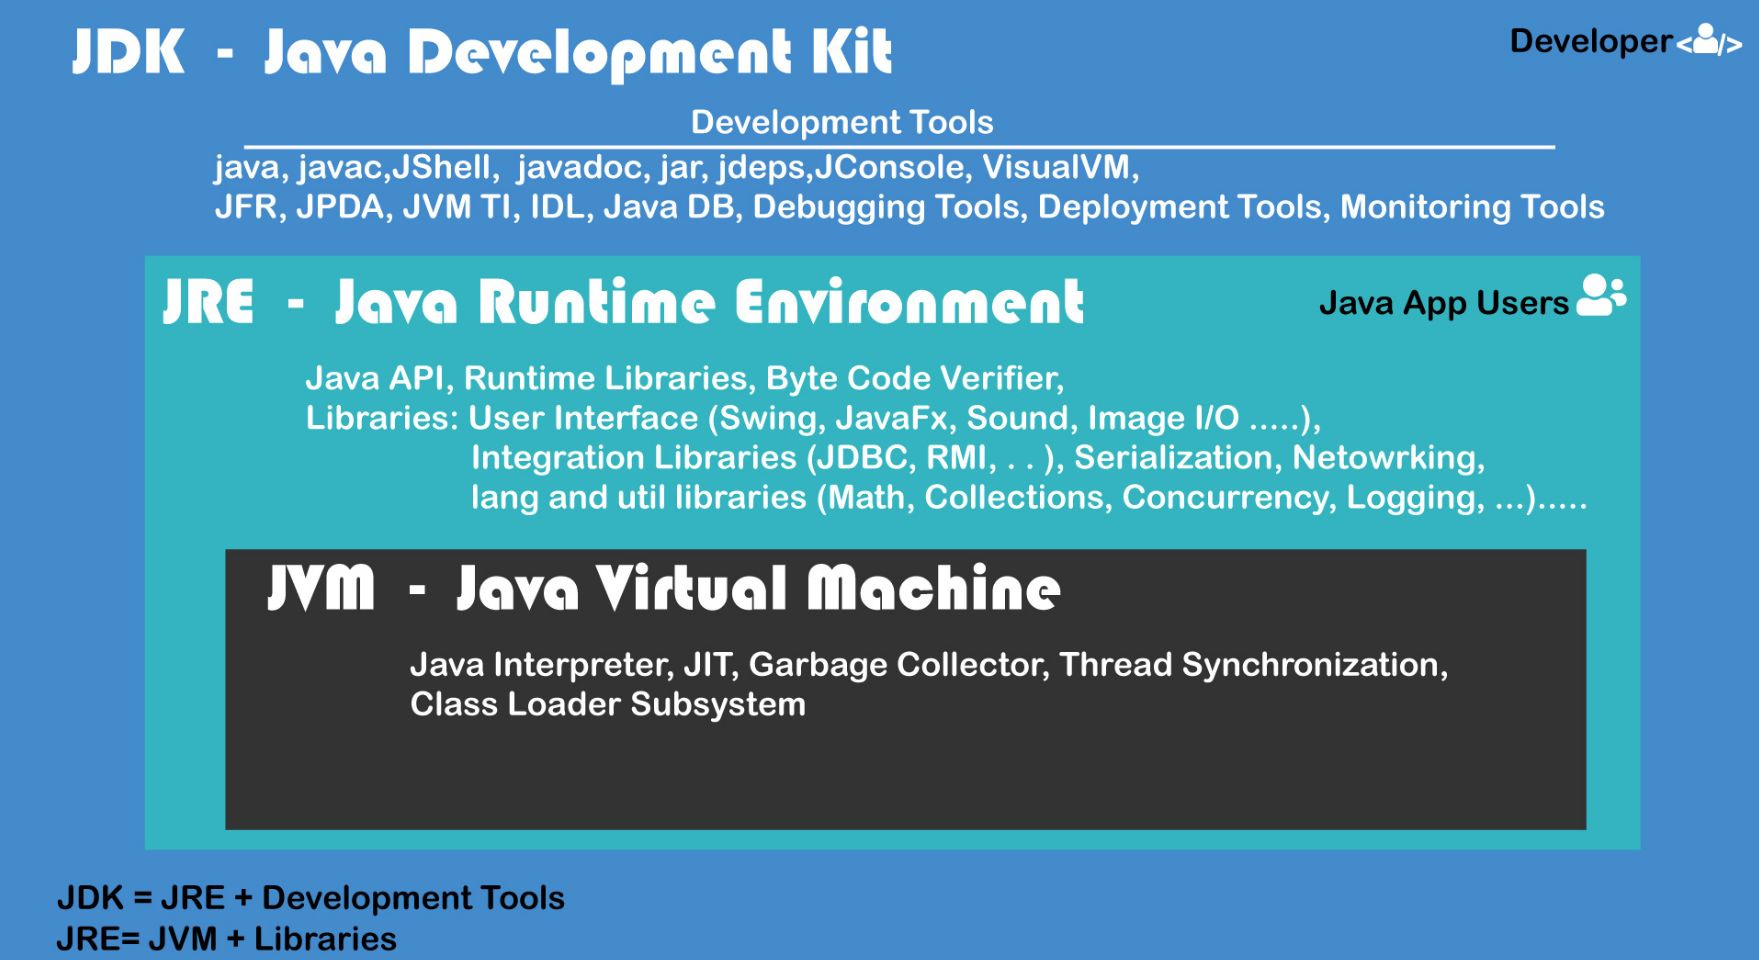 JDK - Java Development Kit
Developer </>
Development Tools
java, javac,JShell, javadoc, jar, jdeps,JConsole, VisualVM,
JFR, JPDA, JVM TI, IDL, Java DB, Debugging Tools, Deployment Tools, Monitoring Tools
JRE - Java Runtime Environment
Java App Users
Java API, Runtime Libraries, Byte Code Verifier,
Libraries: User Interface (Swing, JavaFx, Sound, Image I/O .....),
Integration Libraries (JDBC, RMI, . . ), Serialization, Netowrking,
lang and util libraries (Math, Collections, Concurrency, Logging, ...).....
JVM - Java Virtual Machine
Java Interpreter, JIT, Garbage Collector, Thread Synchronization,
Class Loader Subsystem
JDK = JRE + Development Tools
JRE= JVM + Libraries